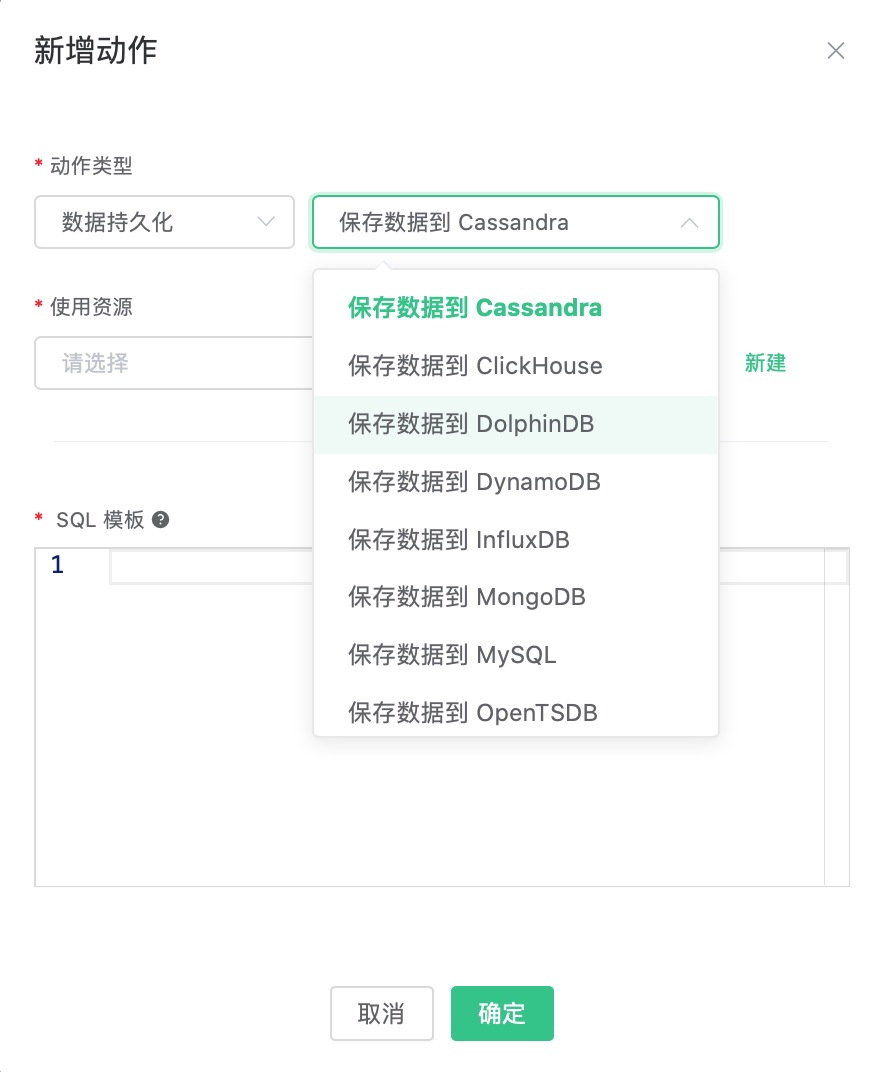 新增动作
* 动作类型
数据持久化
保存数据到 Cassandra
* 使用资源
请选择
新建
保存数据到 Cassandra
保存数据到 ClickHouse
保存数据到 DolphinDB
保存数据到 DynamoDB
保存数据到 InfluxDB
保存数据到 MongoDB
保存数据到 MySQL
保存数据到 OpenTSDB
* SQL 模板 ?
1
取消
确定